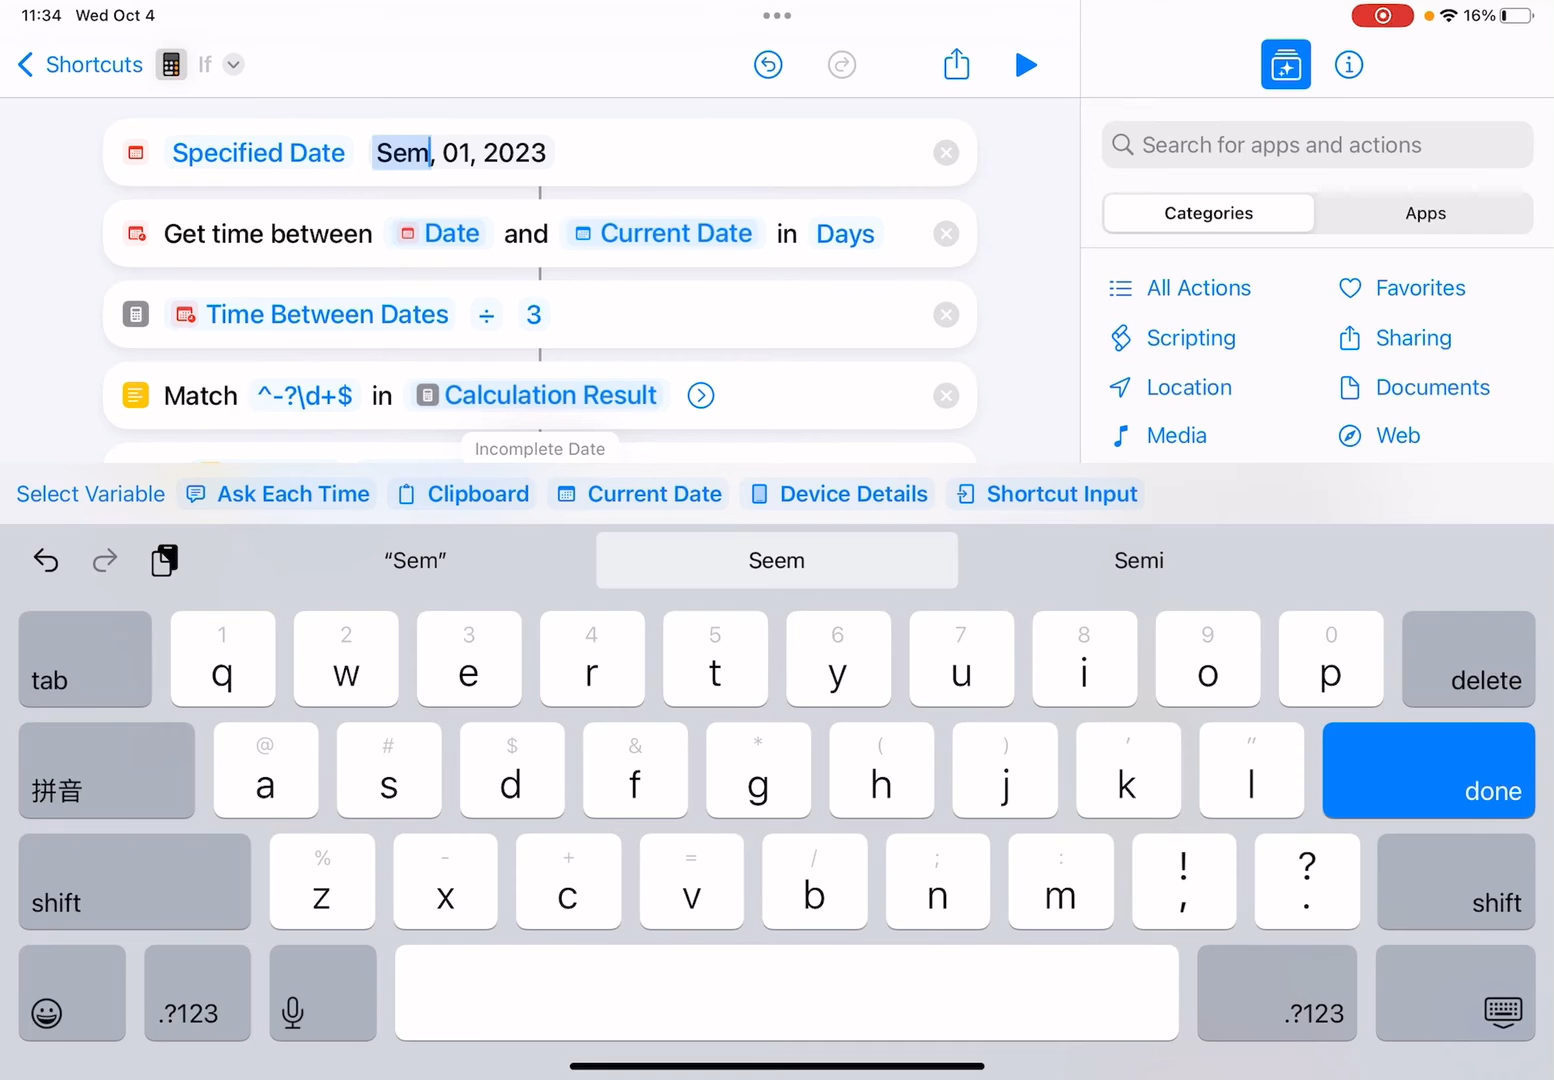 11:34 Wed Oct 4
16%
Shortcuts If
Specified Date Sem, 01, 2023
Get time between Date and Current Date in Days
Time Between Dates ÷ 3
Match ^-?\d+$ in Calculation Result
Incomplete Date
Search for apps and actions
Categories Apps
All Actions Favorites
Scripting Sharing
Location Documents
Media Web
Select Variable Ask Each Time Clipboard Current Date Device Details Shortcut Input
“Sem” Seem Semi
1 2 3 4 5 6 7 8 9 0
tab q w e r t y u i o p delete
@ # $ & * ( ) ' "
拼音 a s d f g h j k l done
% - + = / ; : ! ?
shift z x c v b n m , . shift
.?123 .?123